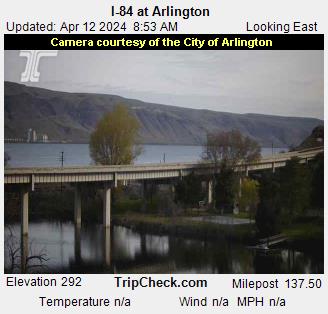 I-84 at Arlington
Updated: Apr 12 2024 8:53 AM Looking East
Camera courtesy of the City of Arlington
Elevation 292 TripCheck.com Milepost 137.50
Temperature n/a Wind n/a MPH n/a